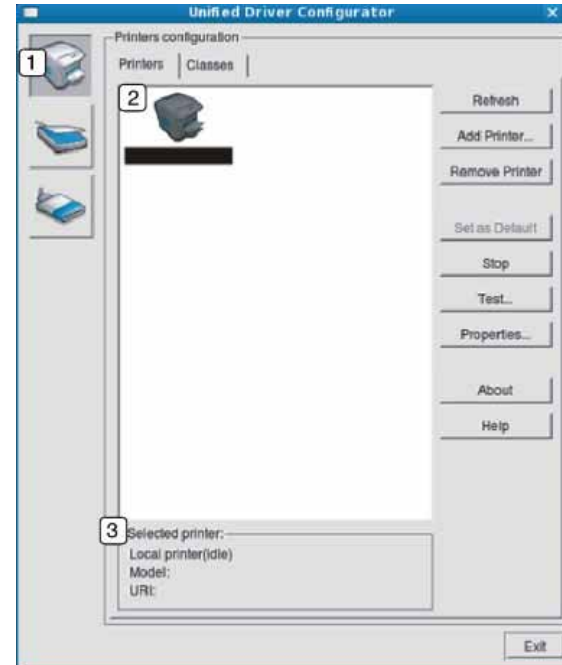 Unified Driver Configurator
1
Printers configuration
Printers
Classes
2
Refresh
Add Printer...
Remove Printer
Set as Default
Stop
Test...
Properties...
About
Help
3
Selected printer:
Local printer(idle)
Model:
URI:
Exit